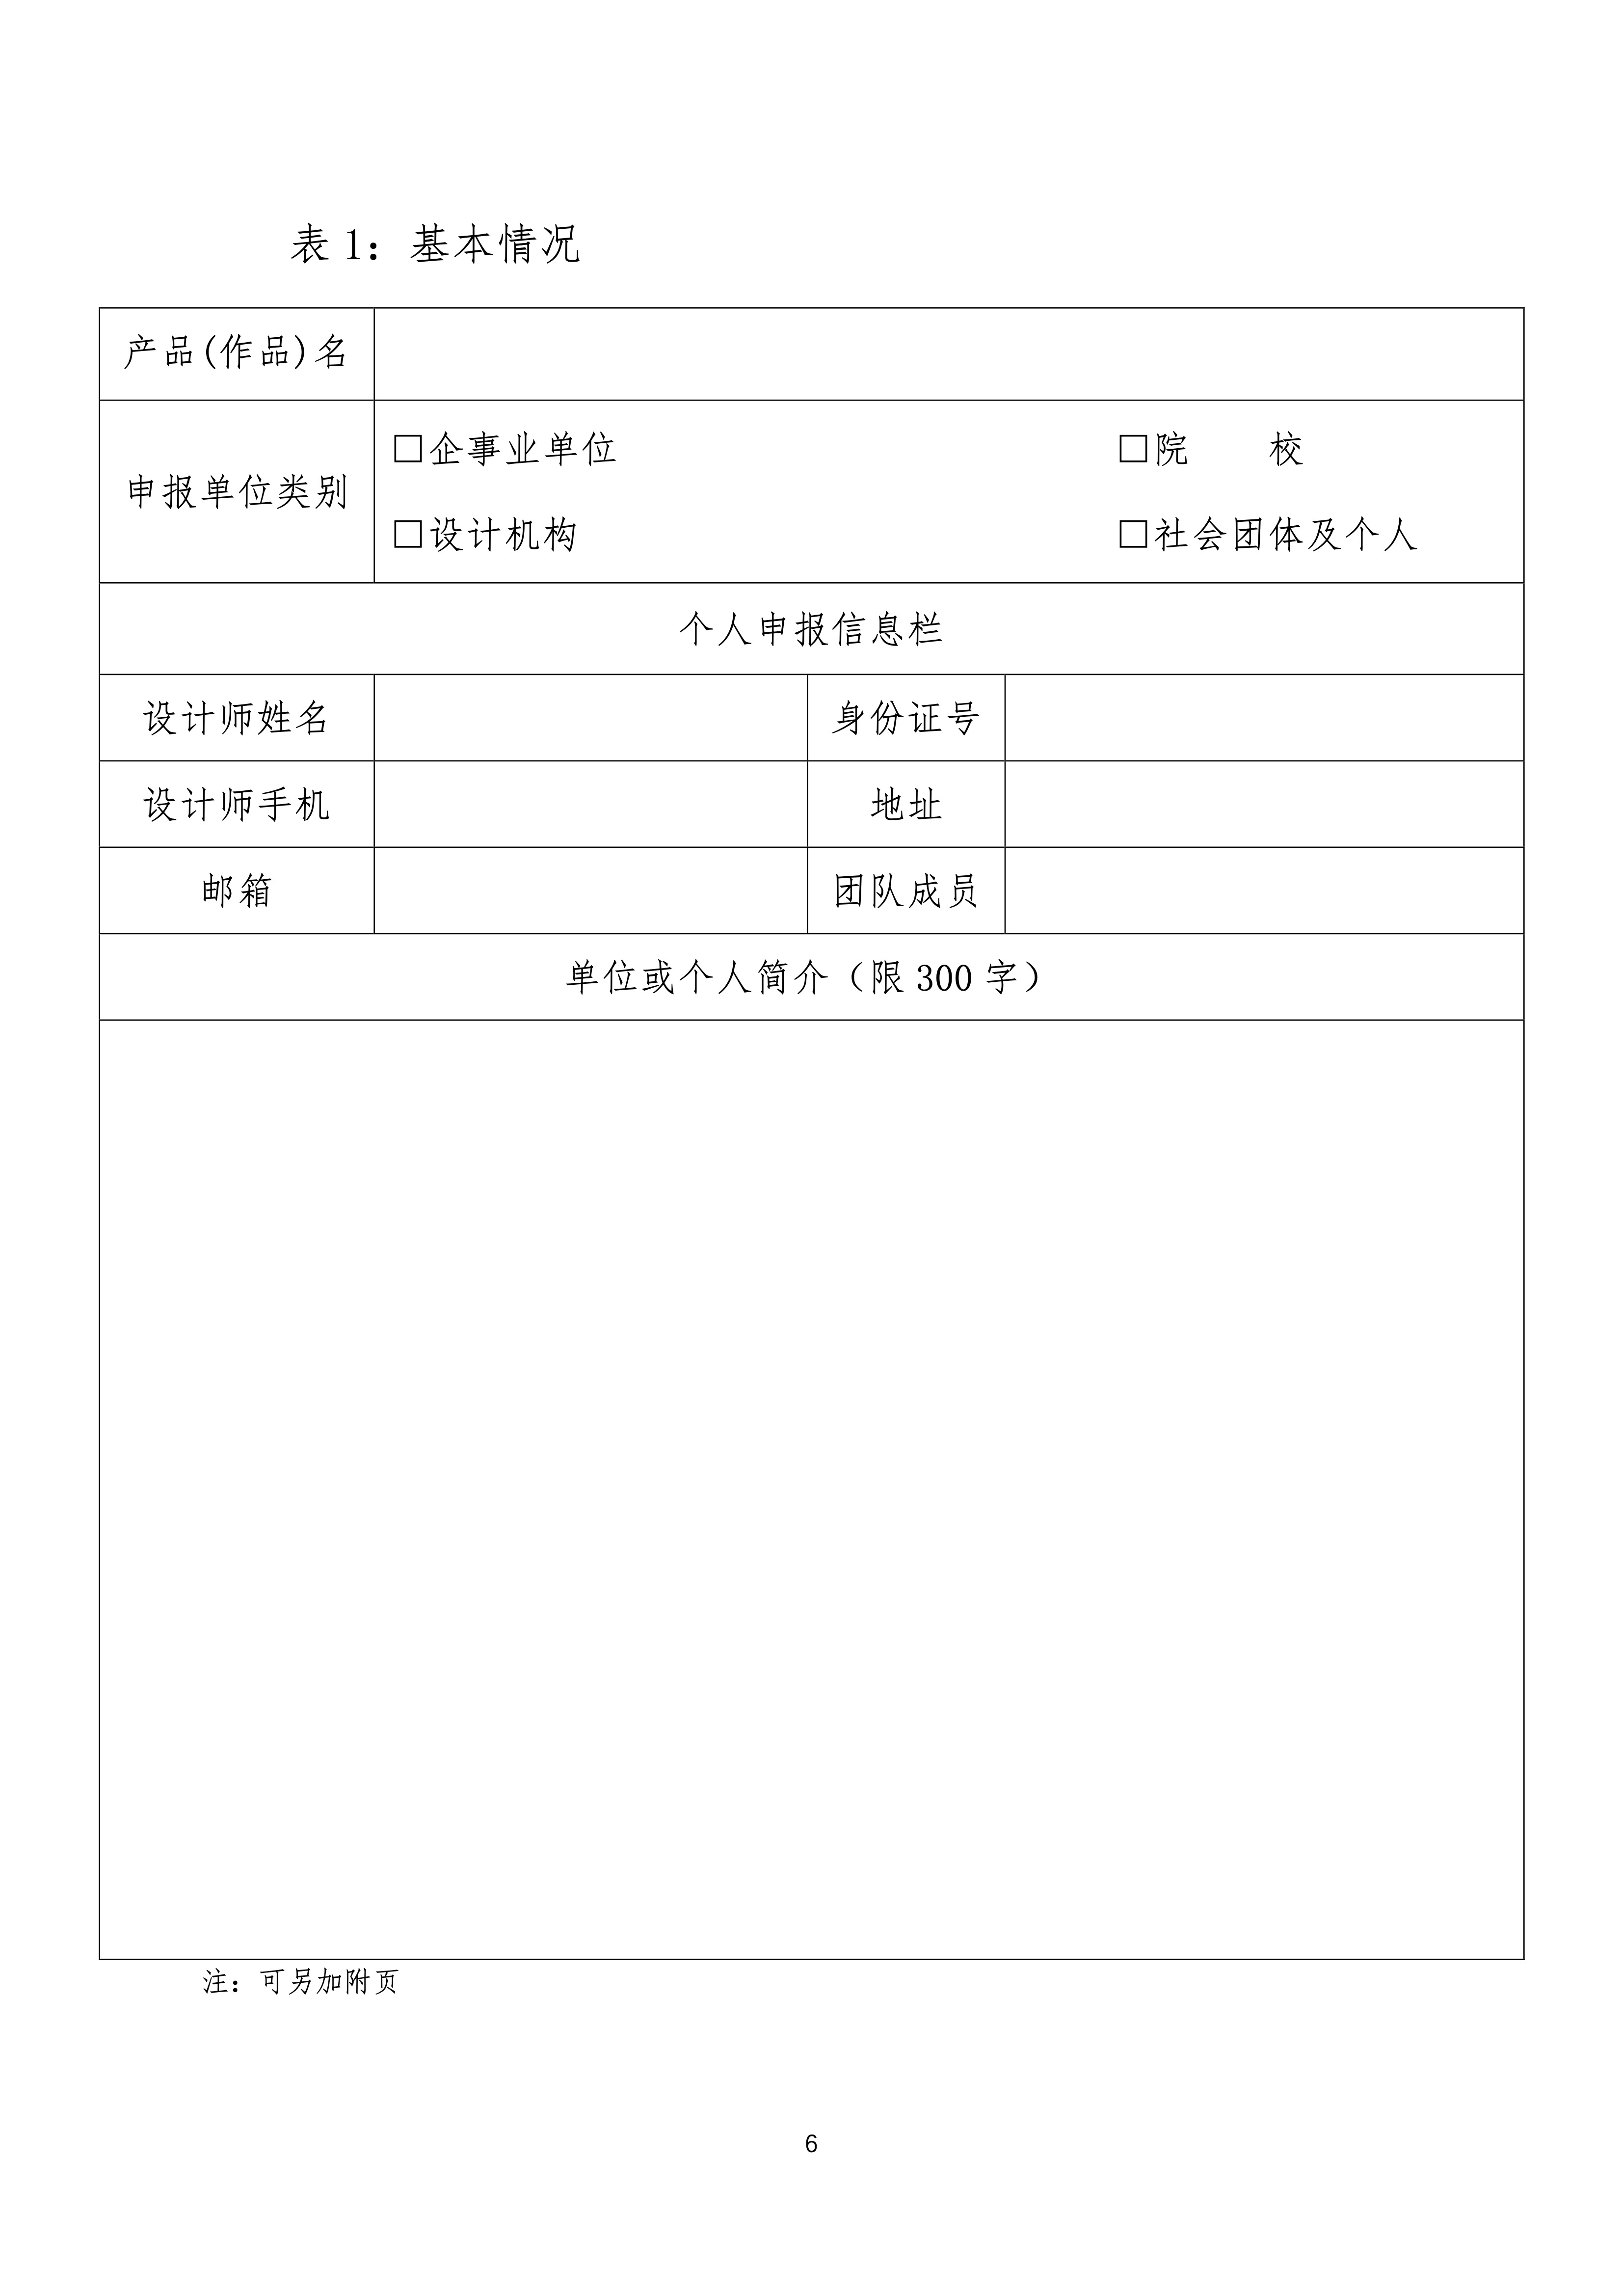 表 1：基本情况
产品(作品)名
申报单位类别
□企事业单位 □院 校
□设计机构 □社会团体及个人
个人申报信息栏
设计师姓名 身份证号
设计师手机 地址
邮箱 团队成员
单位或个人简介（限 300 字）
注：可另加附页
6